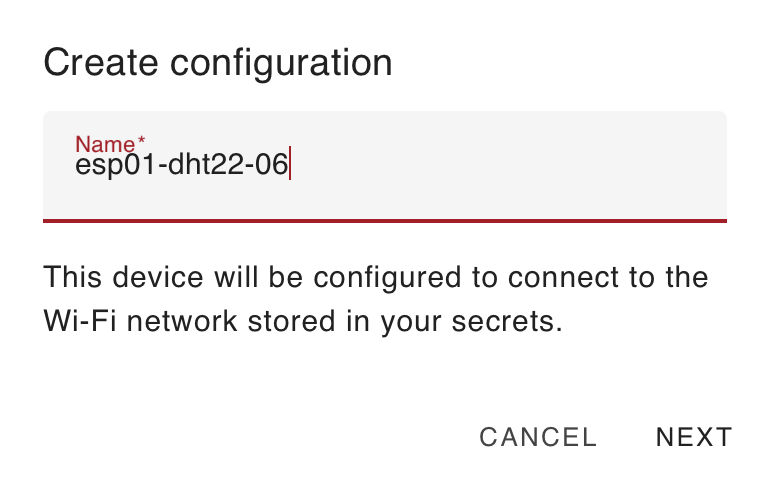 Create configuration
Name*
esp01-dht22-06
This device will be configured to connect to the
Wi-Fi network stored in your secrets.
CANCEL NEXT